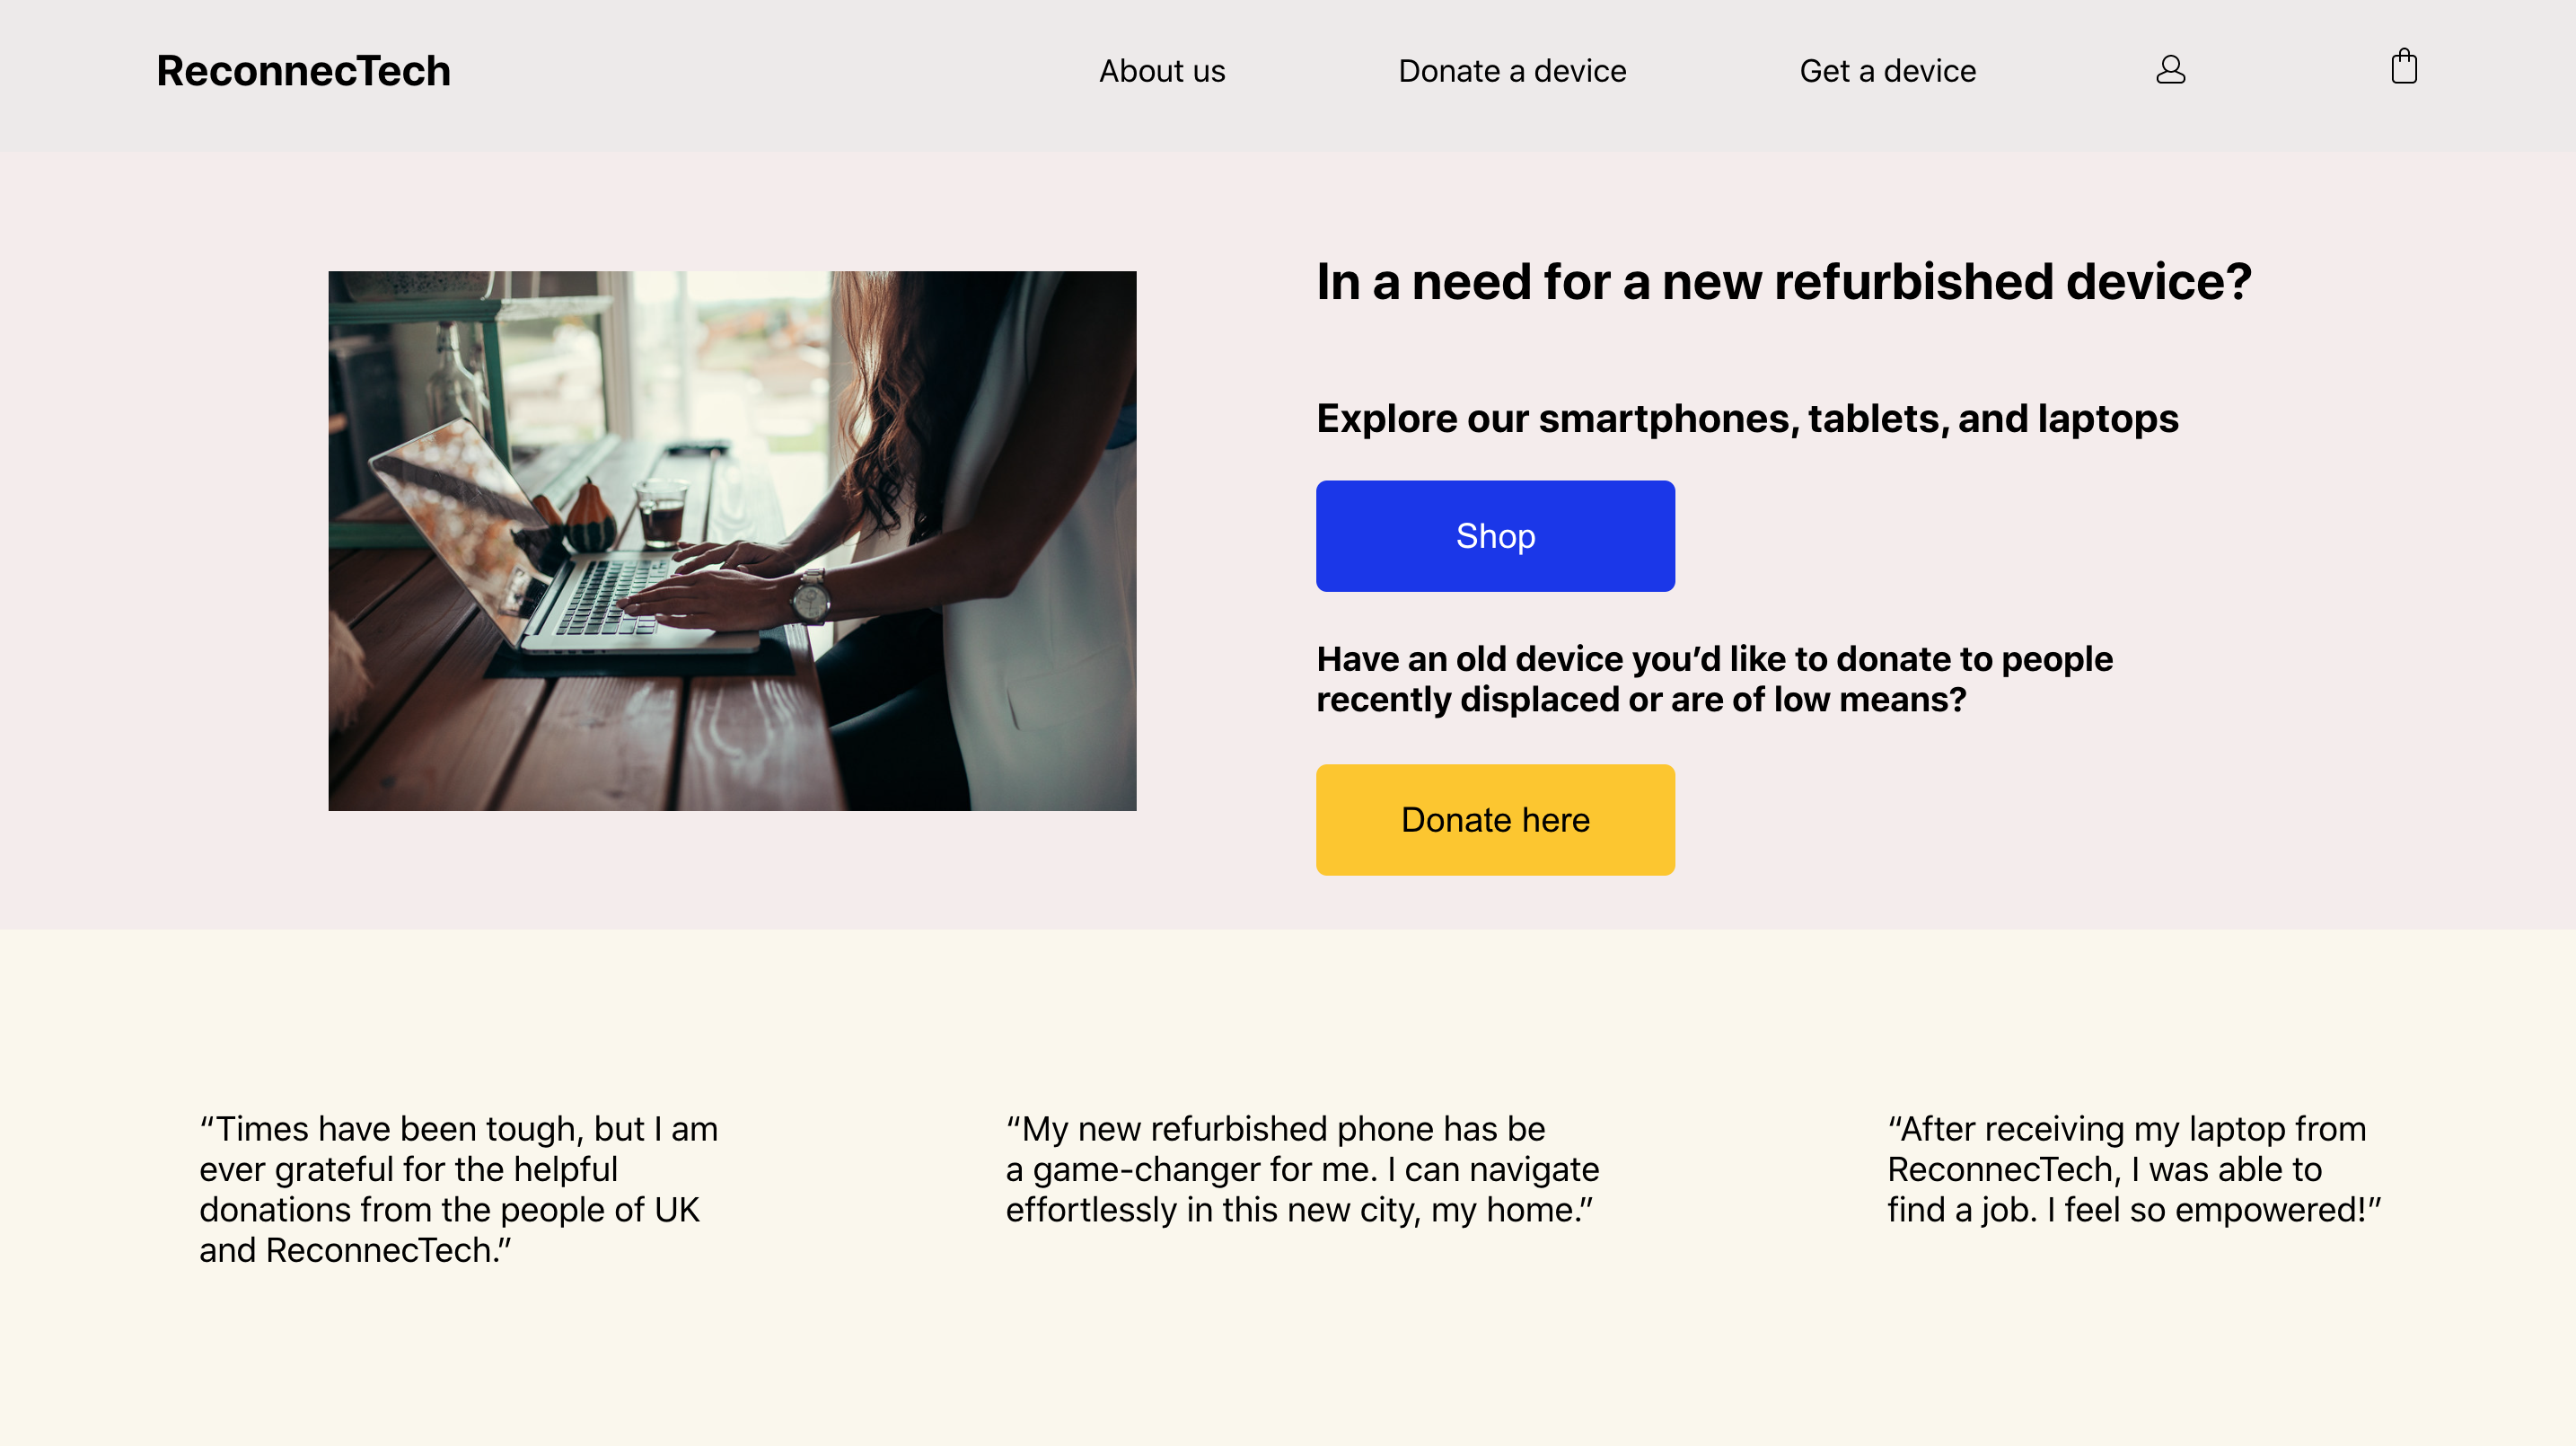 ReconnecTech
About us
Donate a device
Get a device
In a need for a new refurbished device?
Explore our smartphones, tablets, and laptops
Shop
Have an old device you’d like to donate to people
recently displaced or are of low means?
Donate here
“Times have been tough, but I am
ever grateful for the helpful
donations from the people of UK
and ReconnecTech.”
“My new refurbished phone has be
a game-changer for me. I can navigate
effortlessly in this new city, my home.”
“After receiving my laptop from
ReconnecTech, I was able to
find a job. I feel so empowered!”